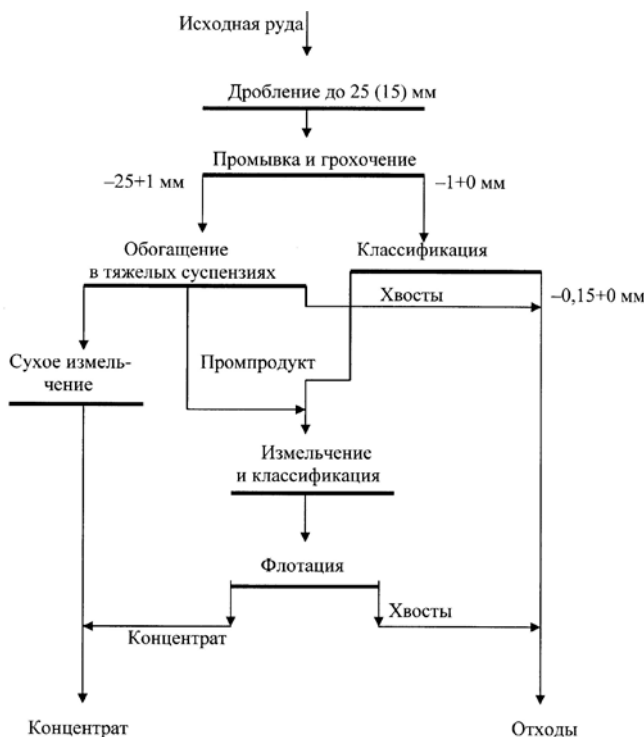 Исходная руда
Дробление до 25 (15) мм
Промывка и грохочение
–25+1 мм
–1+0 мм
Обогащение
в тяжелых суспензиях
Классификация
Хвосты
–0,15+0 мм
Сухое измель-
чение
Промпродукт
Измельчение
и классификация
Флотация
Концентрат
Хвосты
Концентрат
Отходы